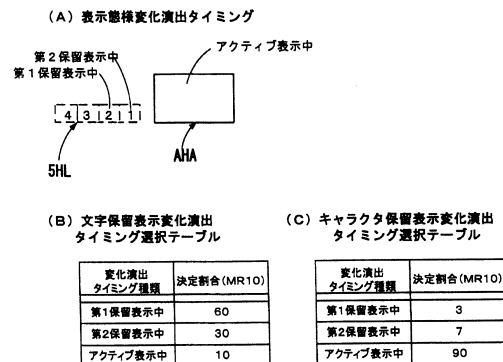 (A) 表示態様変化演出タイミング
アクティブ表示中
第2保留表示中
第1保留表示中
4 3 2 1
5HL
AHA
(B) 文字保留表示変化演出
タイミング選択テーブル
変化演出
タイミング種類 決定割合(MR10)
第1保留表示中 60
第2保留表示中 30
アクティブ表示中 10
(C) キャラクタ保留表示変化演出
タイミング選択テーブル
変化演出
タイミング種類 決定割合(MR10)
第1保留表示中 3
第2保留表示中 7
アクティブ表示中 90